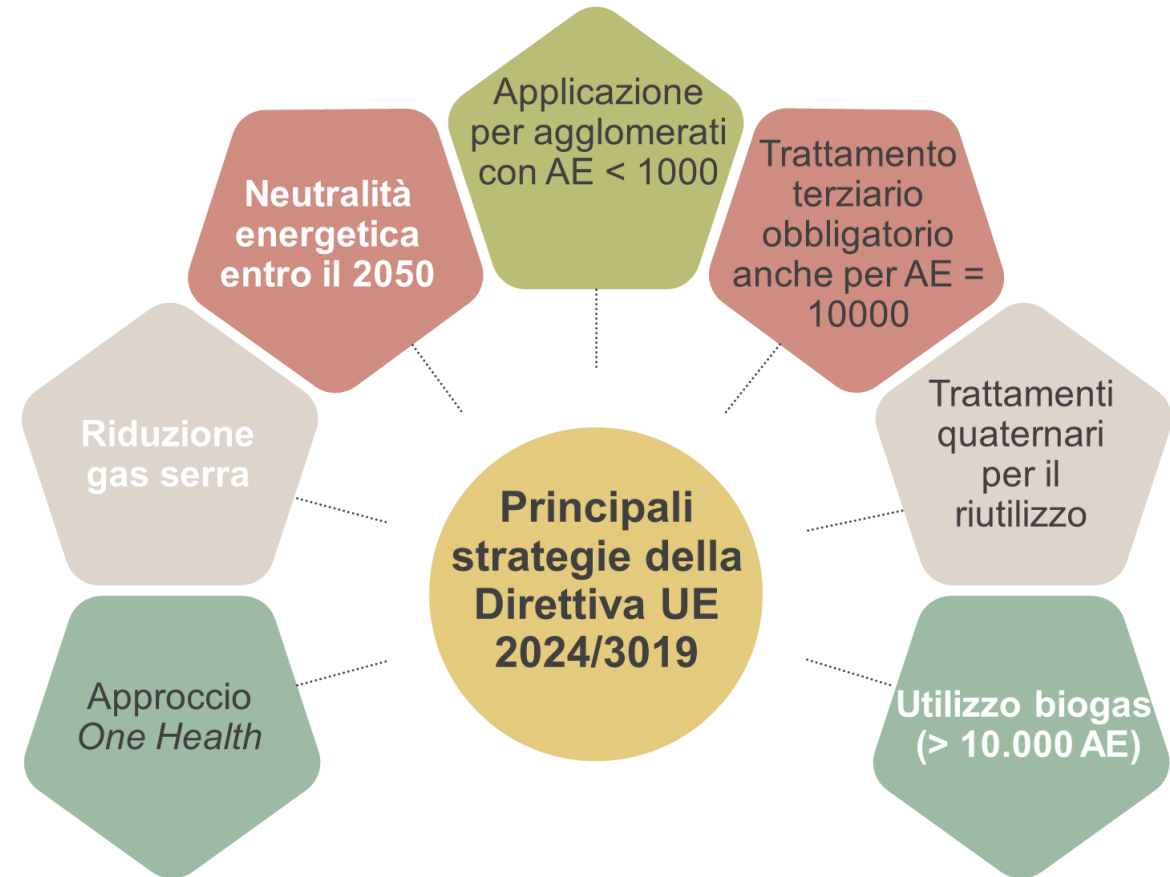 Applicazione
per agglomerati
con AE < 1000
Neutralità
energetica
entro il 2050
Trattamento
terziario
obbligatorio
anche per AE =
10000
Riduzione
gas serra
Trattamenti
quaternari
per il
riutilizzo
Principali
strategie della
Direttiva UE
2024/3019
Approccio
One Health
Utilizzo biogas
(> 10.000 AE)